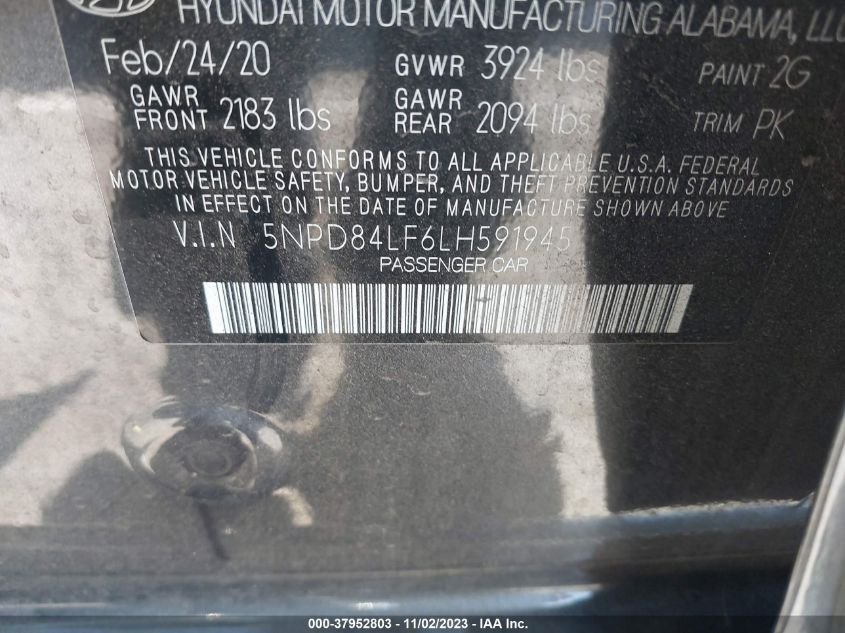 HYUNDAI MOTOR MANUFACTURING ALABAMA, LLC
Feb/24/20 GVWR 3924 lbs PAINT 2G
GAWR FRONT 2183 lbs GAWR REAR 2094 lbs TRIM PK
THIS VEHICLE CONFORMS TO ALL APPLICABLE U.S.A. FEDERAL
MOTOR VEHICLE SAFETY, BUMPER, AND THEFT PREVENTION STANDARDS
IN EFFECT ON THE DATE OF MANUFACTURE SHOWN ABOVE
V.I.N 5NPD84LF6LH591945
PASSENGER CAR
000-37952803 - 11/02/2023 - IAA Inc.